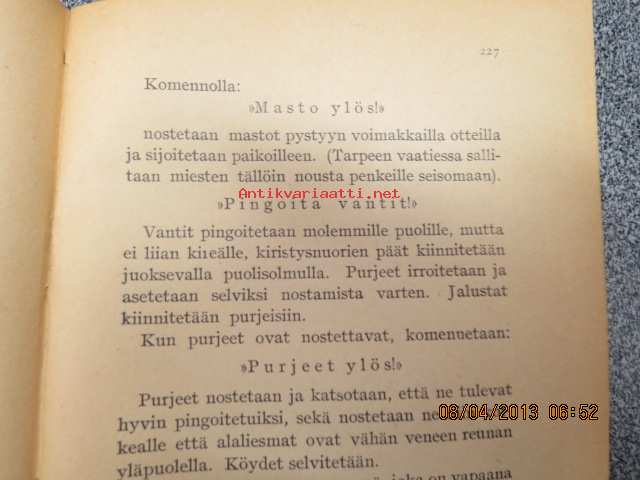 227
Komennolla:
»Masto ylös!»
nostetaan mastot pystyyn voimakkailla otteilla
ja sijoitetaan paikoilleen. (Tarpeen vaatiessa salli-
taan miesten tällöin nousta penkeille seisomaan).
Antikvariaatti.net
»Pingoita vantit!»
Vantit pingoitetaan molemmille puolille, mutta
ei liian kireälle, kiristysnuorien päät kiinnitetään
juoksevalla puolisolmulla. Purjeet irroitetaan ja
asetetaan selviksi nostamista varten. Jalustat
kiinnitetään purjeisiin.
Kun purjeet ovat nostettavat, komennetaan:
»Purjeet ylös!»
Purjeet nostetaan ja katsotaan, että ne tulevat
hyvin pingoitetuiksi, sekä nostetaan
08/04/2013 06:52
kealle että alaliesmat ovat vähän veneen reunan
yläpuolella. Köydet selvitetään.
joka on vapaana